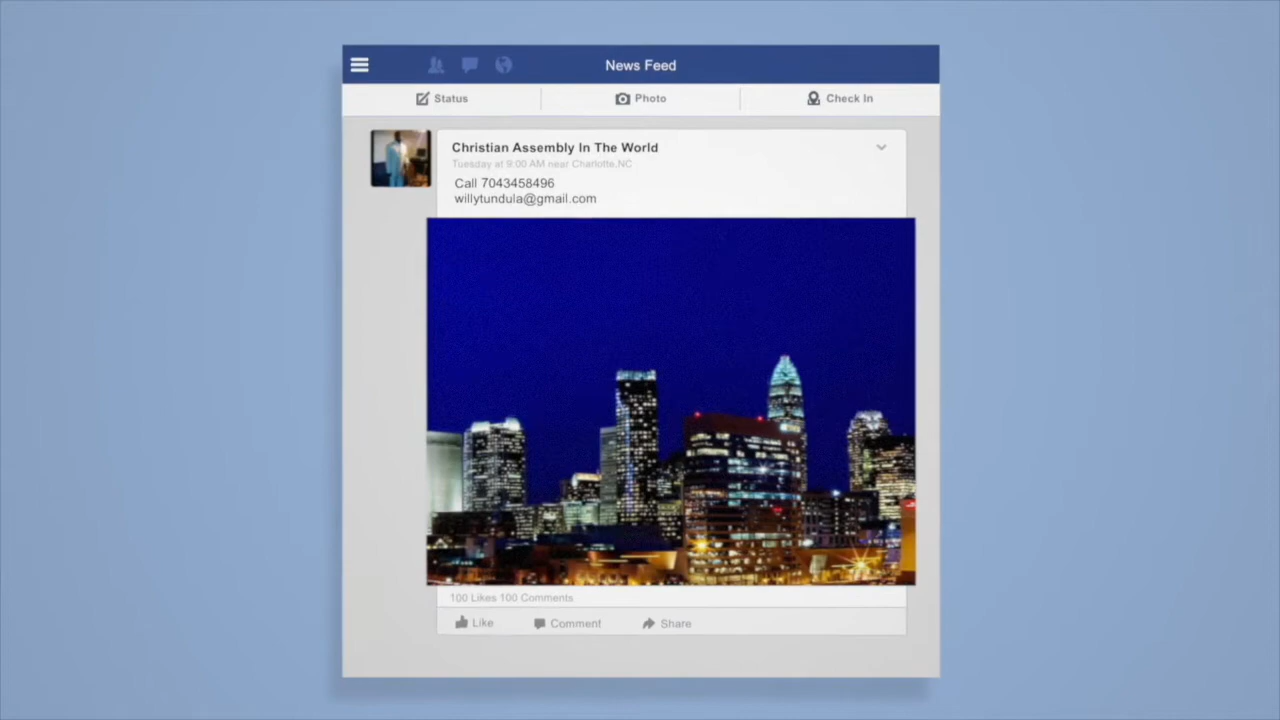 News Feed
Status
Photo
Check In
Christian Assembly In The World
Tuesday at 9:00 AM near Charlotte,NC
Call 7043458496
willytundula@gmail.com
100 Likes 100 Comments
Like
Comment
Share